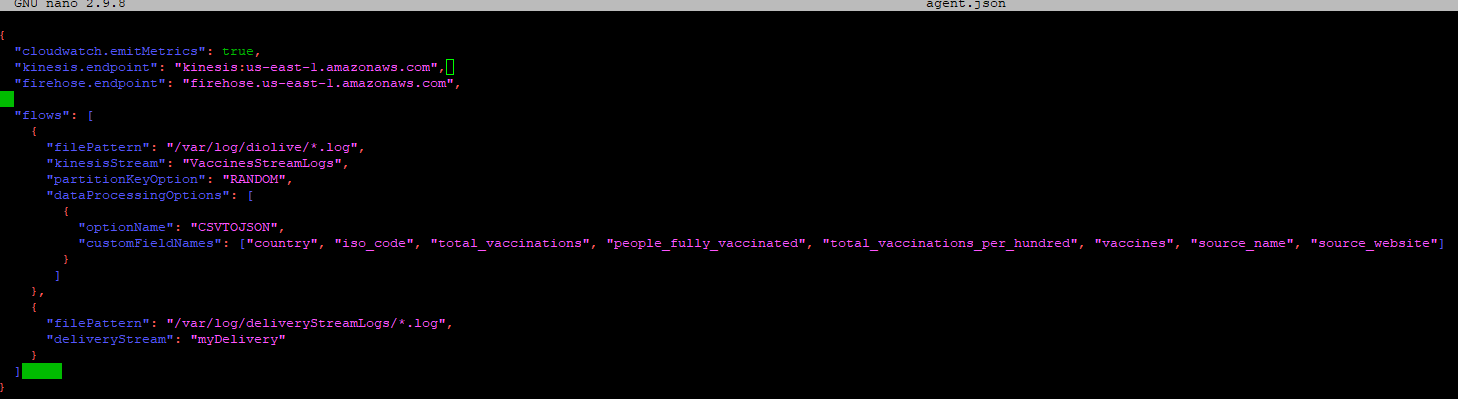 GNU nano 2.9.8 agent.json
{
"cloudwatch.emitMetrics": true,
"kinesis.endpoint": "kinesis:us-east-1.amazonaws.com",
"firehose.endpoint": "firehose.us-east-1.amazonaws.com",
"flows": [
{
"filePattern": "/var/log/diolive/*.log",
"kinesisStream": "VaccinesStreamLogs",
"partitionKeyOption": "RANDOM",
"dataProcessingOptions": [
{
"optionName": "CSVTOJSON",
"customFieldNames": ["country", "iso_code", "total_vaccinations", "people_fully_vaccinated", "total_vaccinations_per_hundred", "vaccines", "source_name", "source_website"]
}
]
},
{
"filePattern": "/var/log/deliveryStreamLogs/*.log",
"deliveryStream": "myDelivery"
}
]
}